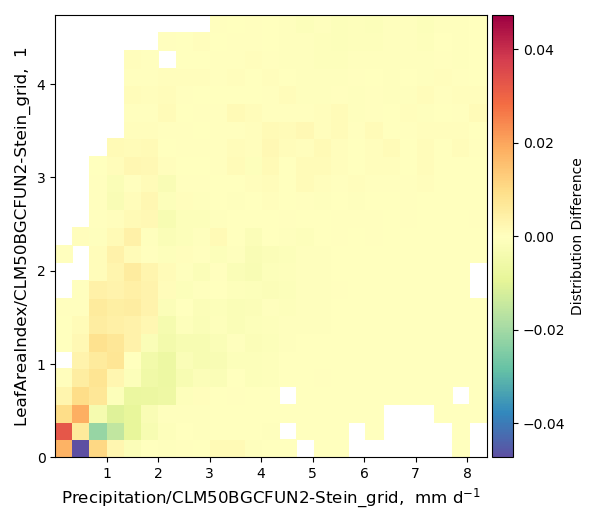 LeafAreaIndex/CLM50BGCFUN2-Stein_grid, 1
4
3
2
1
0
1 2 3 4 5 6 7 8
Precipitation/CLM50BGCFUN2-Stein_grid, mm d⁻¹
0.04
0.02
0.00
−0.02
−0.04
Distribution Difference